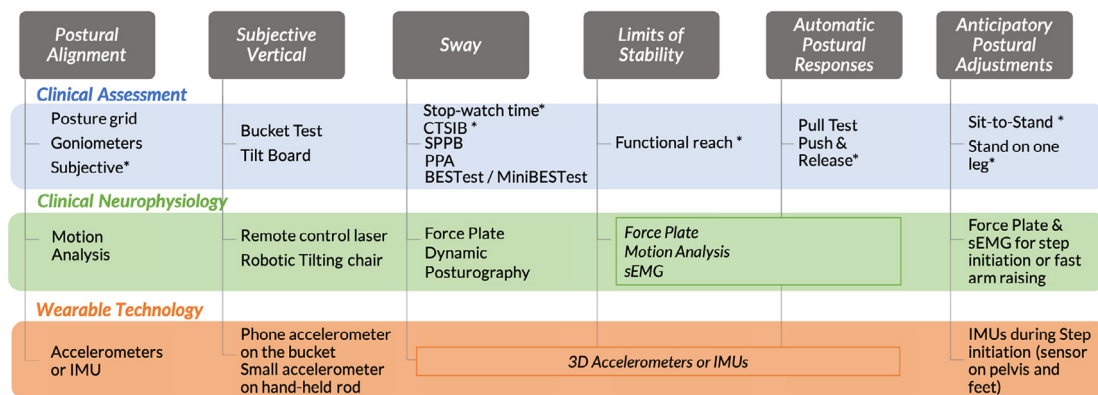 Postural
Alignment
Subjective
Vertical
Sway
Limits of
Stability
Automatic
Postural
Responses
Anticipatory
Postural
Adjustments
Clinical Assessment
Posture grid
Goniometers
Subjective*
Bucket Test
Tilt Board
Stop-watch time*
CTSIB *
SPPB
PPA
BESTest / MiniBESTest
Functional reach *
Pull Test
Push &
Release*
Sit-to-Stand *
Stand on one
leg*
Clinical Neurophysiology
Motion
Analysis
Remote control laser
Robotic Tilting chair
Force Plate
Dynamic
Posturography
Force Plate
Motion Analysis
sEMG
Force Plate &
sEMG for step
initiation or fast
arm raising
Wearable Technology
Accelerometers
or IMU
Phone accelerometer
on the bucket
Small accelerometer
on hand-held rod
3D Accelerometers or IMUs
IMUs during Step
initiation (sensor
on pelvis and
feet)